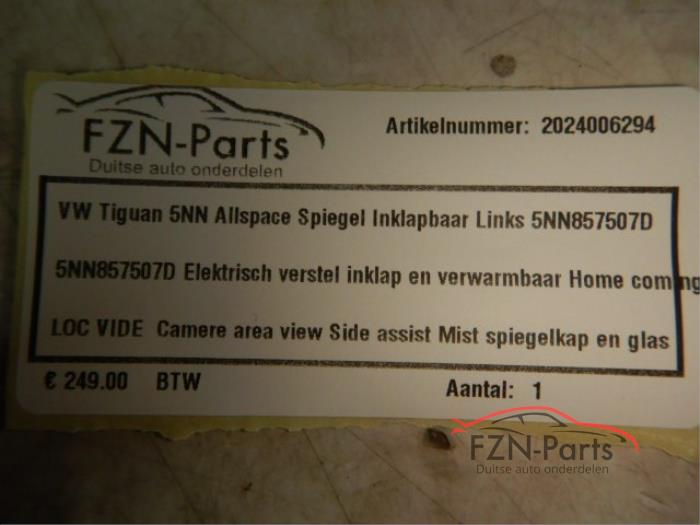 FZN-Parts
Duitse auto onderdelen
Artikelnummer: 2024006294
VW Tiguan 5NN Allspace Spiegel Inklapbaar Links 5NN857507D
5NN857507D Elektrisch verstel inklap en verwarmbaar Home coming
LOC VIDE Camere area view Side assist Mist spiegelkap en glas
€ 249.00 BTW
Aantal: 1
FZN-Parts
Duitse auto onderdelen